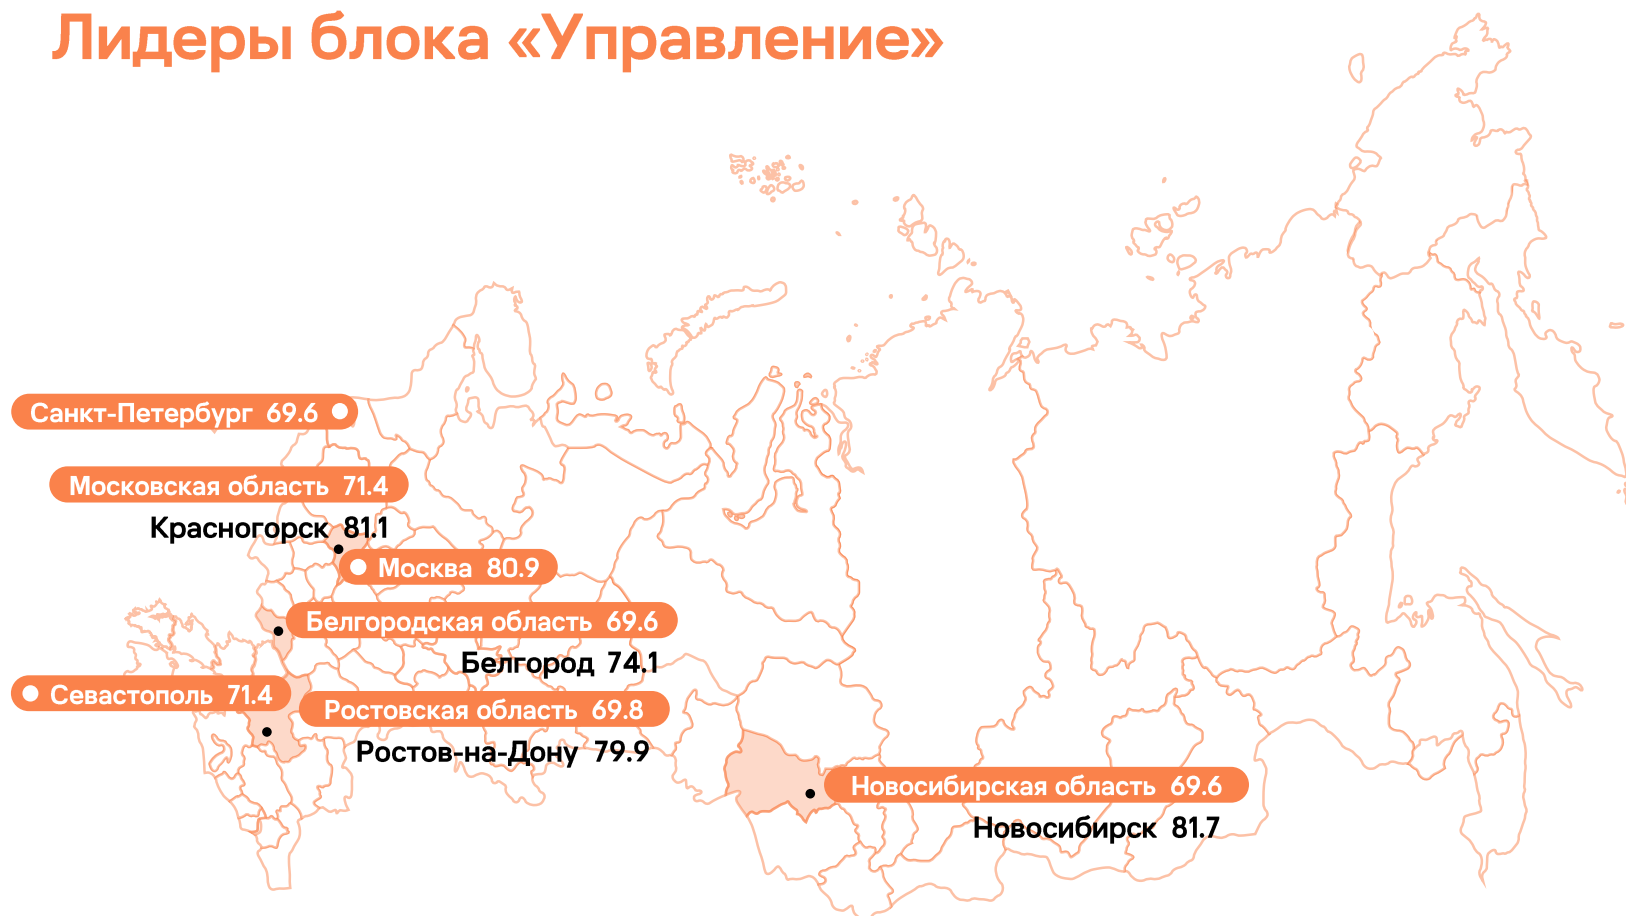 Лидеры блока «Управление»
Санкт-Петербург 69.6
Московская область 71.4
Красногорск 81.1
Москва 80.9
Белгородская область 69.6
Белгород 74.1
Севастополь 71.4
Ростовская область 69.8
Ростов-на-Дону 79.9
Новосибирская область 69.6
Новосибирск 81.7